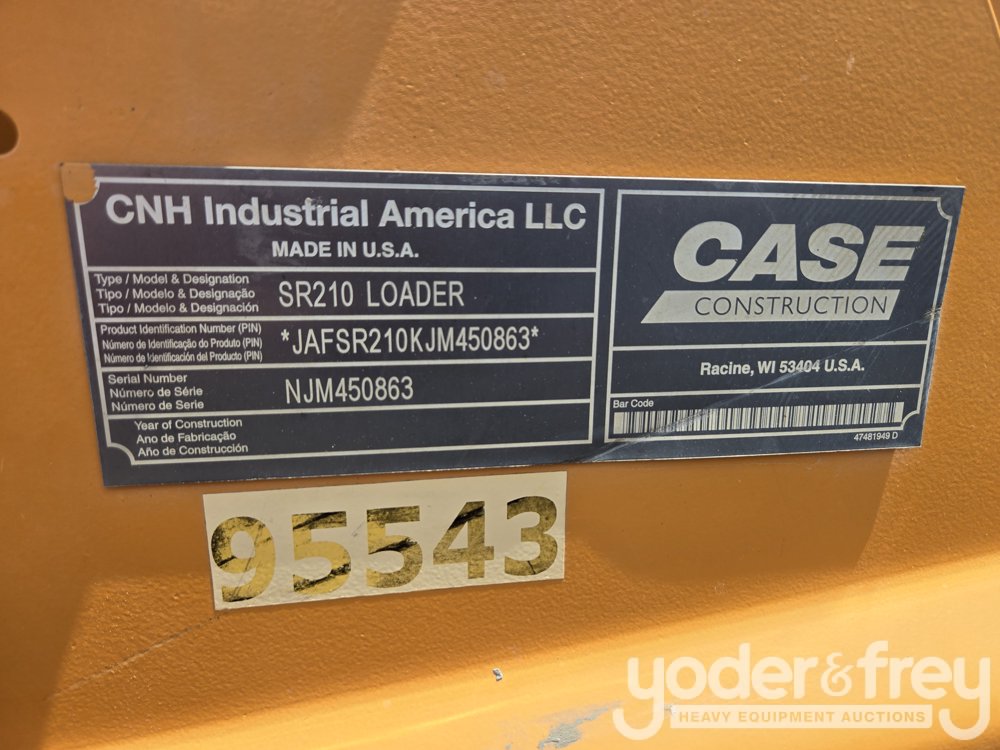 CNH Industrial America LLC
MADE IN U.S.A.
Type / Model & Designation
Tipo / Modelo & Designação
Tipo / Modelo & Designación
SR210 LOADER
Product Identification Number (PIN)
Número de Identificação do Produto (PIN)
Número de Identificación del Producto (PIN)
*JAFSR210KJM450863*
Serial Number
Número de Série
Número de Serie
NJM450863
Year of Construction
Ano de Fabricação
Año de Construcción
CASE
CONSTRUCTION
Racine, WI 53404 U.S.A.
Bar Code
47481949 D
95543
yoder&frey
HEAVY EQUIPMENT AUCTIONS